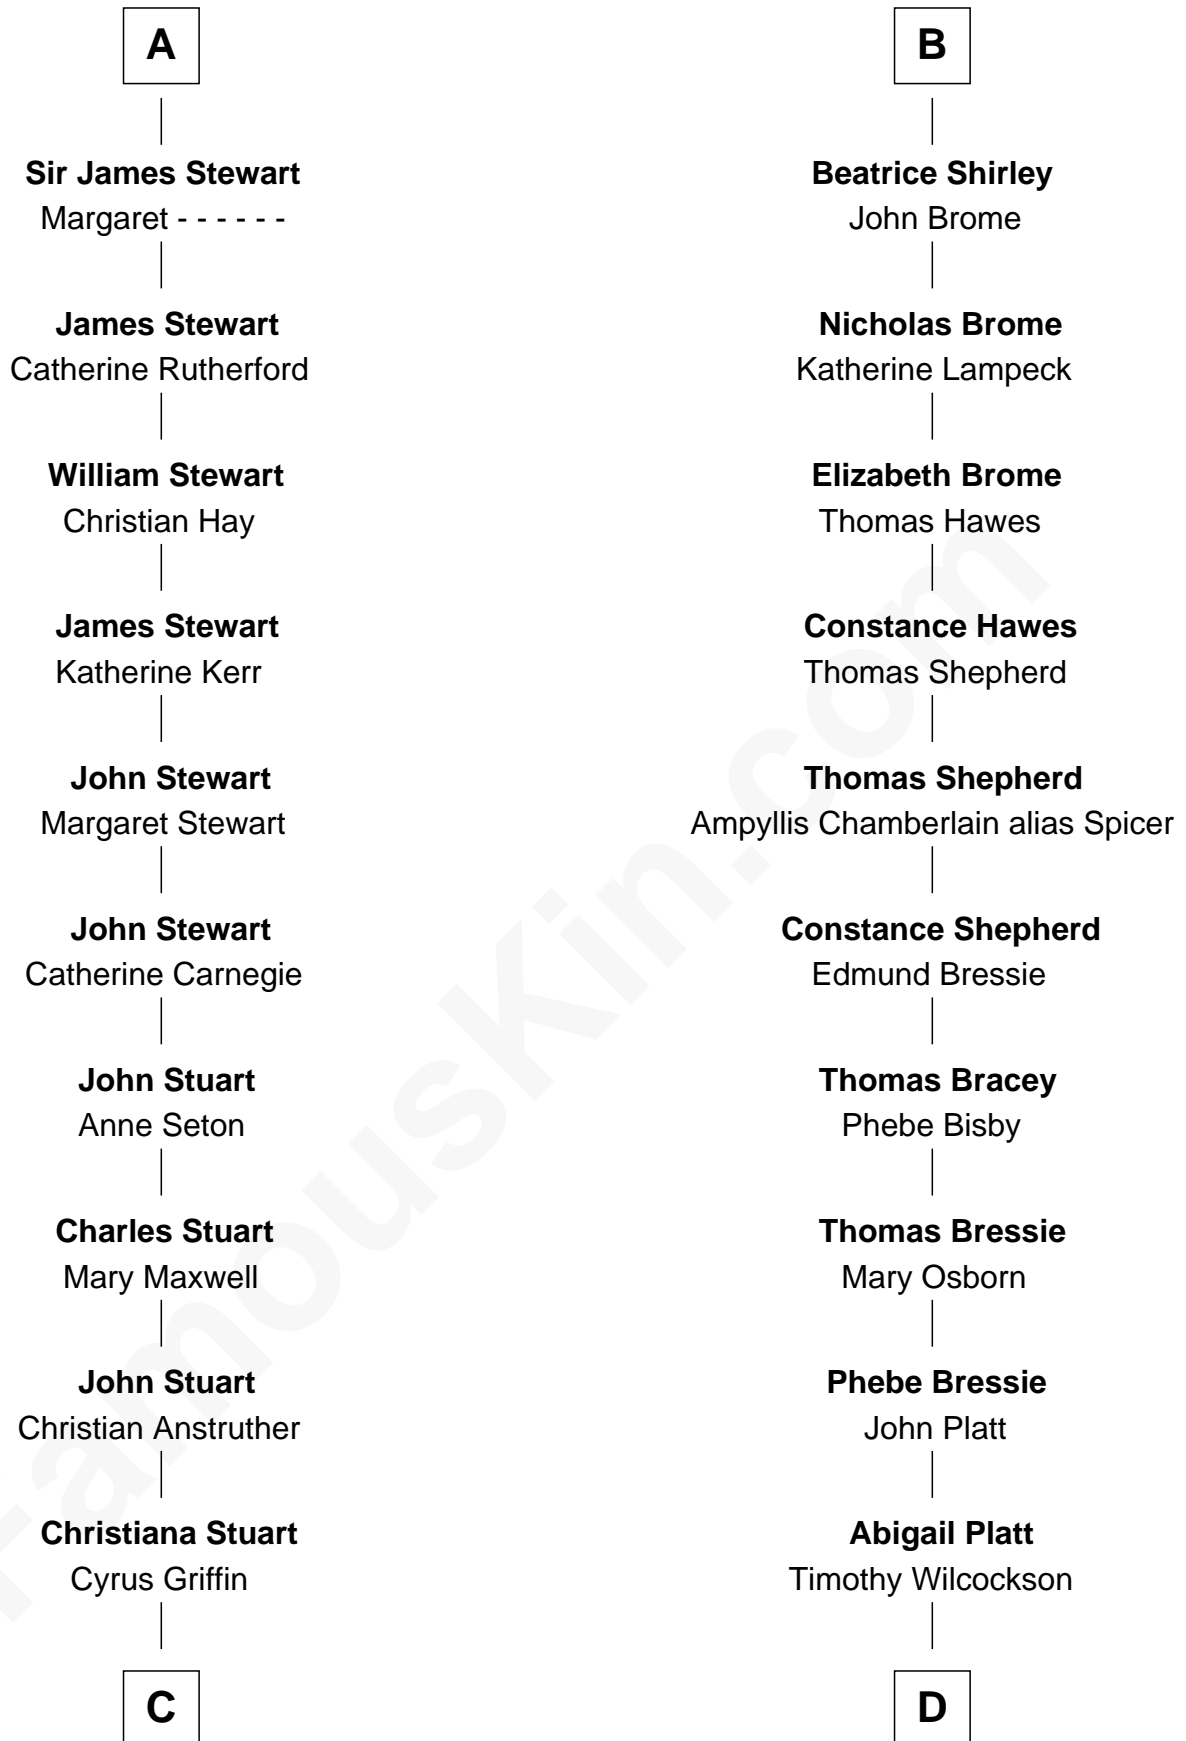 A
Sir James Stewart
Margaret - - - - - -
James Stewart
Catherine Rutherford
William Stewart
Christian Hay
James Stewart
Katherine Kerr
John Stewart
Margaret Stewart
John Stewart
Catherine Carnegie
John Stuart
Anne Seton
Charles Stuart
Mary Maxwell
John Stuart
Christian Anstruther
Christiana Stuart
Cyrus Griffin
C
B
Beatrice Shirley
John Brome
Nicholas Brome
Katherine Lampeck
Elizabeth Brome
Thomas Hawes
Constance Hawes
Thomas Shepherd
Thomas Shepherd
Ampyllis Chamberlain alias Spicer
Constance Shepherd
Edmund Bressie
Thomas Bracey
Phebe Bisby
Thomas Bressie
Mary Osborn
Phebe Bressie
John Platt
Abigail Platt
Timothy Wilcockson
D
FamousKin.com